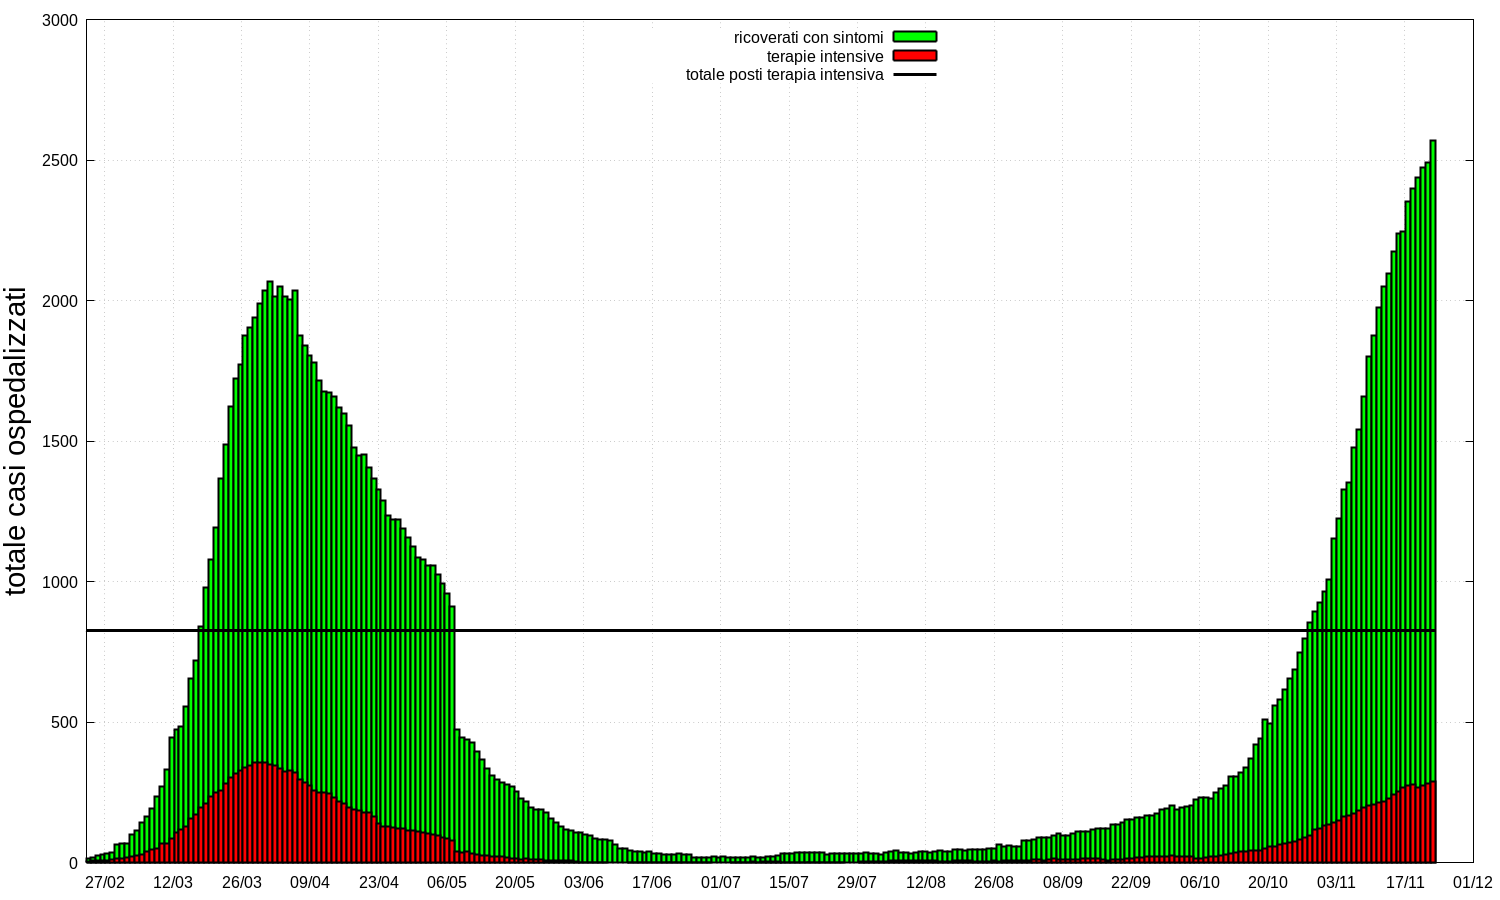 3000
2500
2000
1500
1000
500
0
totale casi ospedalizzati
ricoverati con sintomi
terapie intensive
totale posti terapia intensiva
27/02 12/03 26/03 09/04 23/04 06/05 20/05 03/06 17/06 01/07 15/07 29/07 12/08 26/08 08/09 22/09 06/10 20/10 03/11 17/11 01/12